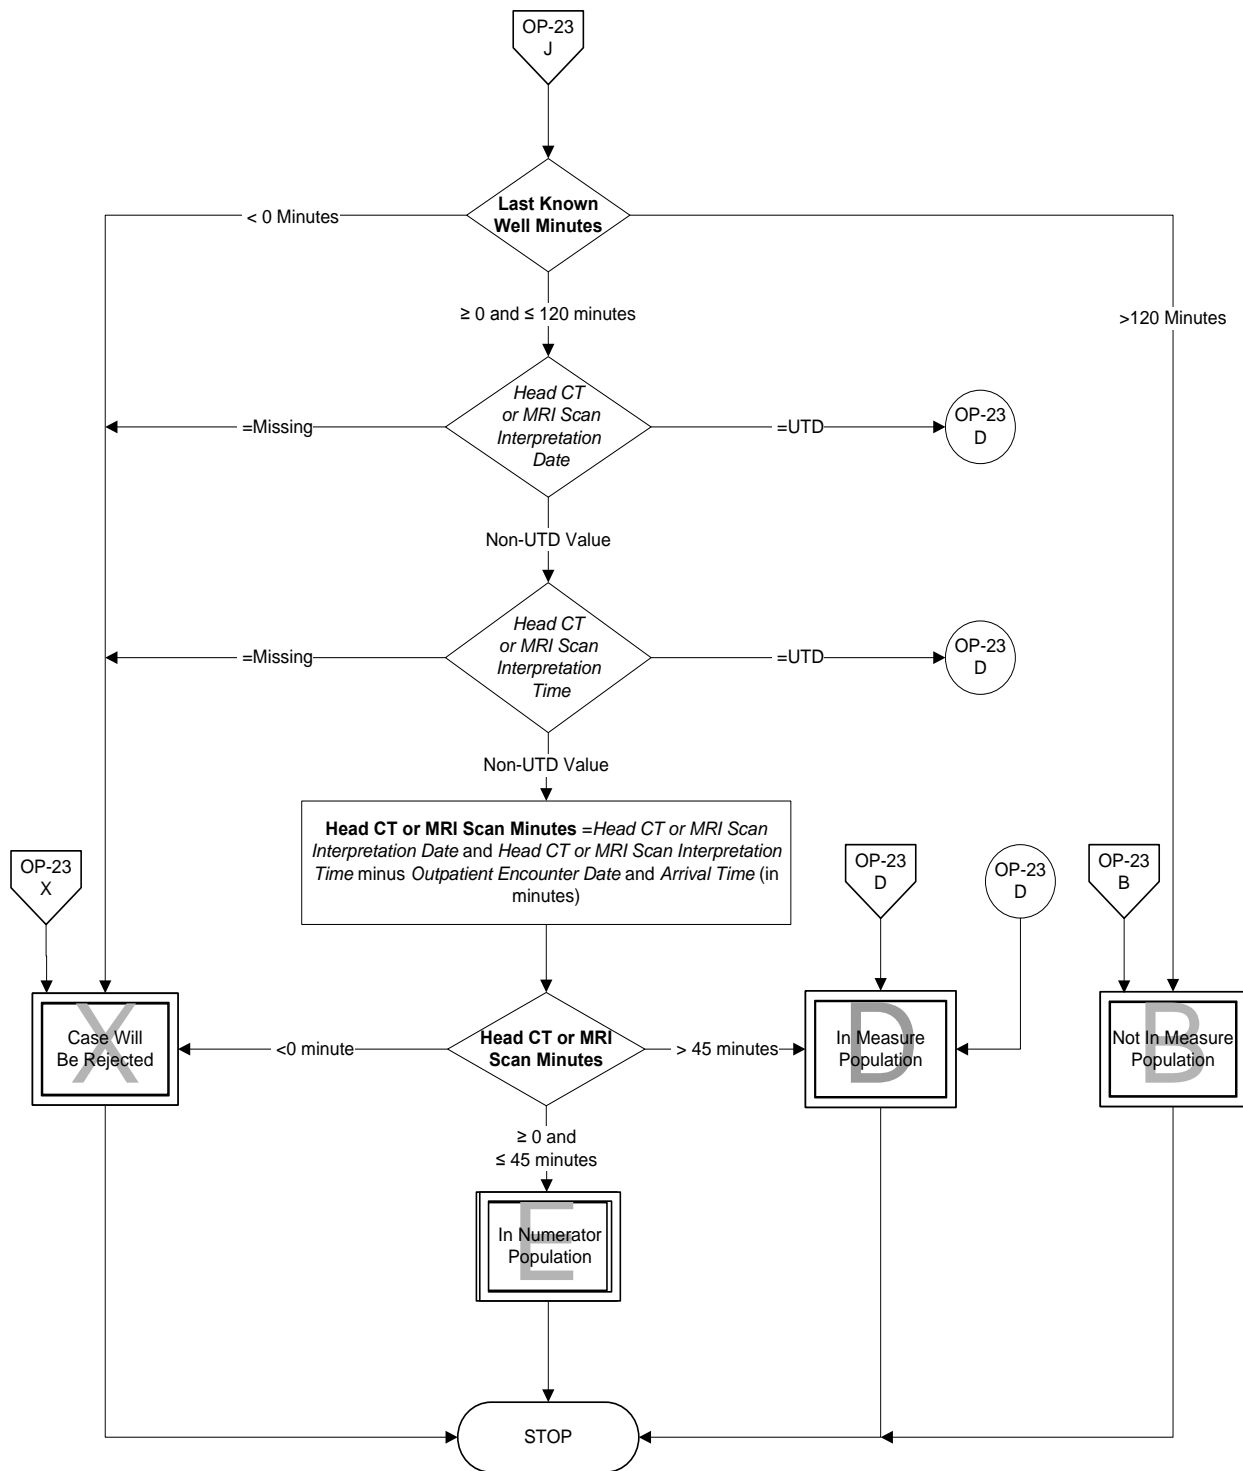 OP-23
J
Last Known
Well Minutes
< 0 Minutes
≥ 0 and ≤ 120 minutes
>120 Minutes
Head CT
or MRI Scan
Interpretation
Date
=Missing
=UTD
OP-23
D
Non-UTD Value
Head CT
or MRI Scan
Interpretation
Time
=Missing
=UTD
OP-23
D
Non-UTD Value
Head CT or MRI Scan Minutes =Head CT or MRI Scan
Interpretation Date and Head CT or MRI Scan Interpretation
Time minus Outpatient Encounter Date and Arrival Time (in
minutes)
OP-23
X
OP-23
D
OP-23
D
OP-23
B
X
Case Will
Be Rejected
<0 minute
Head CT or MRI
Scan Minutes
> 45 minutes
D
In Measure
Population
B
Not In Measure
Population
≥ 0 and
≤ 45 minutes
E
In Numerator
Population
STOP